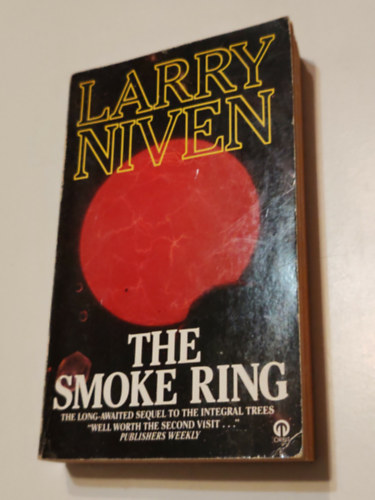 LARRY
NIVEN
THE
SMOKE RING
THE LONG-AWAITED SEQUEL TO THE INTEGRAL TREES
"WELL WORTH THE SECOND VISIT..."
PUBLISHERS WEEKLY
ORBIT